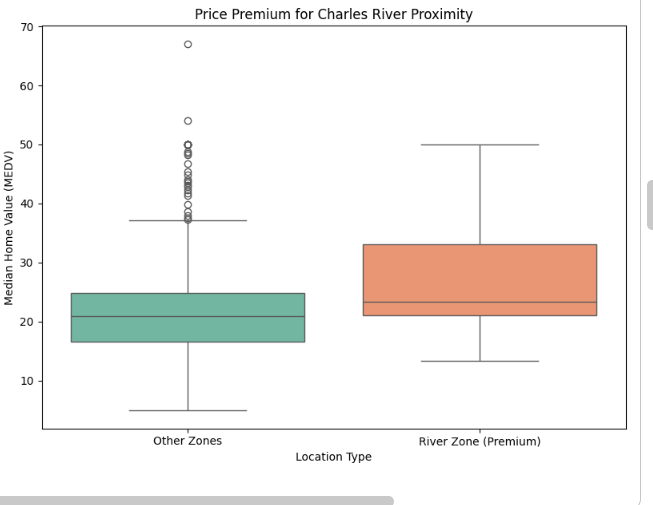 Price Premium for Charles River Proximity
Median Home Value (MEDV)
70
60
50
40
30
20
10
Other Zones
River Zone (Premium)
Location Type